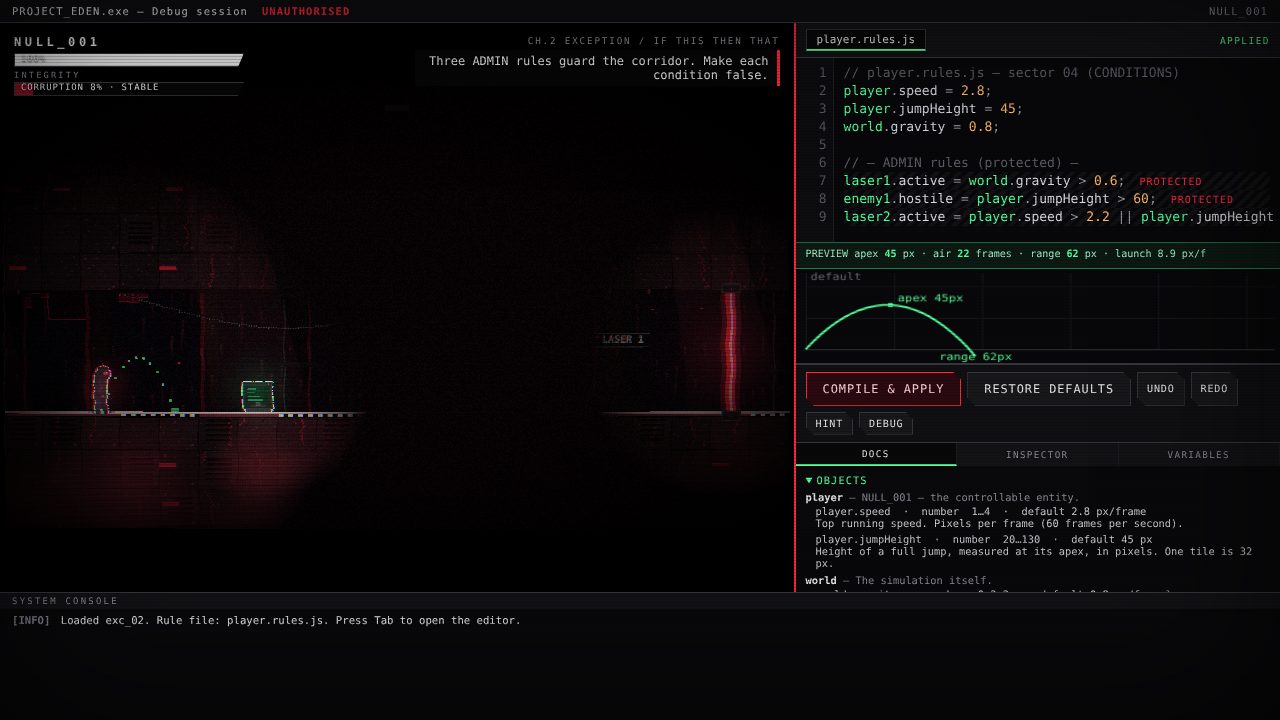 PROJECT_EDEN.exe — Debug session UNAUTHORISED
NULL_001
NULL_001
100%
INTEGRITY
CORRUPTION 8% · STABLE
CH.2 EXCEPTION / IF THIS THEN THAT
Three ADMIN rules guard the corridor. Make each
condition false.
LASER 1
player.rules.js
APPLIED
1 // player.rules.js — sector 04 (CONDITIONS)
2 player.speed = 2.8;
3 player.jumpHeight = 45;
4 world.gravity = 0.8;
5
6 // — ADMIN rules (protected) —
7 laser1.active = world.gravity > 0.6; PROTECTED
8 enemy1.hostile = player.jumpHeight > 60; PROTECTED
9 laser2.active = player.speed > 2.2 || player.jumpHeight
PREVIEW apex 45 px · air 22 frames · range 62 px · launch 8.9 px/f
default
apex 45px
range 62px
COMPILE & APPLY
RESTORE DEFAULTS
UNDO
REDO
HINT
DEBUG
DOCS
INSPECTOR
VARIABLES
▼ OBJECTS
player — NULL_001 — the controllable entity.
player.speed · number 1…4 · default 2.8 px/frame
Top running speed. Pixels per frame (60 frames per second).
player.jumpHeight · number 20…130 · default 45 px
Height of a full jump, measured at its apex, in pixels. One tile is 32
px.
world — The simulation itself.
SYSTEM CONSOLE
[INFO] Loaded exc_02. Rule file: player.rules.js. Press Tab to open the editor.